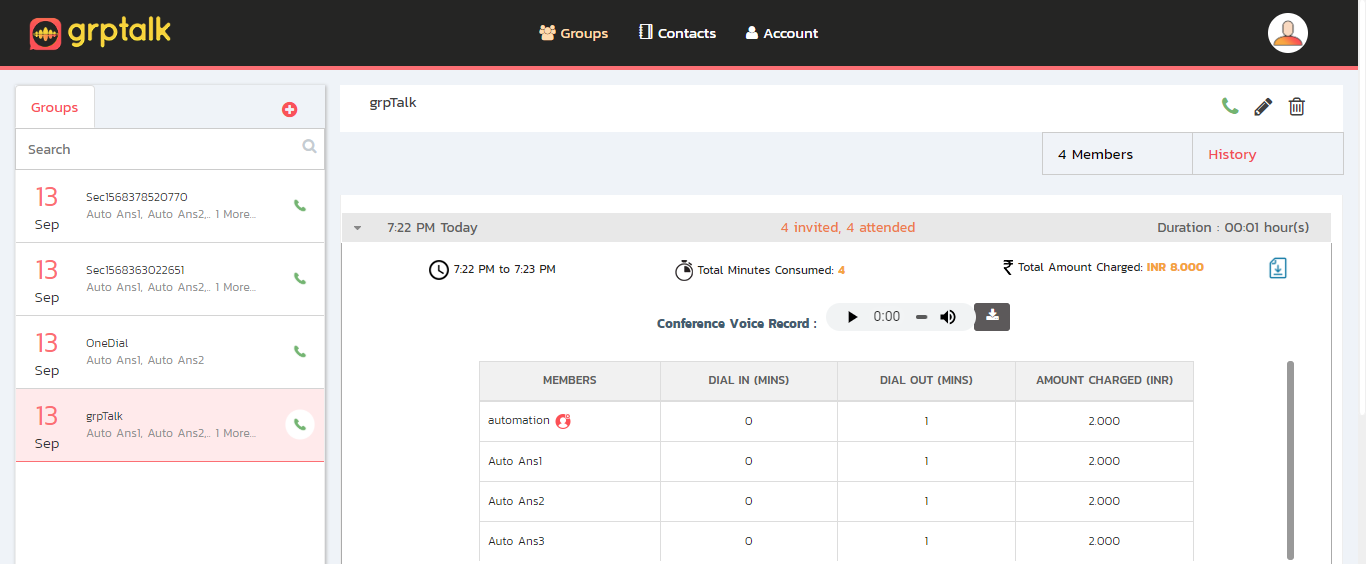 grptalk
Groups
Contacts
Account
Groups
Search
13
Sep
Sec1568378520770
Auto Ans1, Auto Ans2,.. 1 More...
13
Sep
Sec1568363022651
Auto Ans1, Auto Ans2,.. 1 More...
13
Sep
OneDial
Auto Ans1, Auto Ans2
13
Sep
grpTalk
Auto Ans1, Auto Ans2,.. 1 More...
grpTalk
4 Members
History
7:22 PM Today
4 invited, 4 attended
Duration : 00:01 hour(s)
7:22 PM to 7:23 PM
Total Minutes Consumed: 4
₹ Total Amount Charged: INR 8.000
Conference Voice Record :
0:00
MEMBERS DIAL IN (MINS) DIAL OUT (MINS) AMOUNT CHARGED (INR)
automation 0 1 2.000
Auto Ans1 0 1 2.000
Auto Ans2 0 1 2.000
Auto Ans3 0 1 2.000